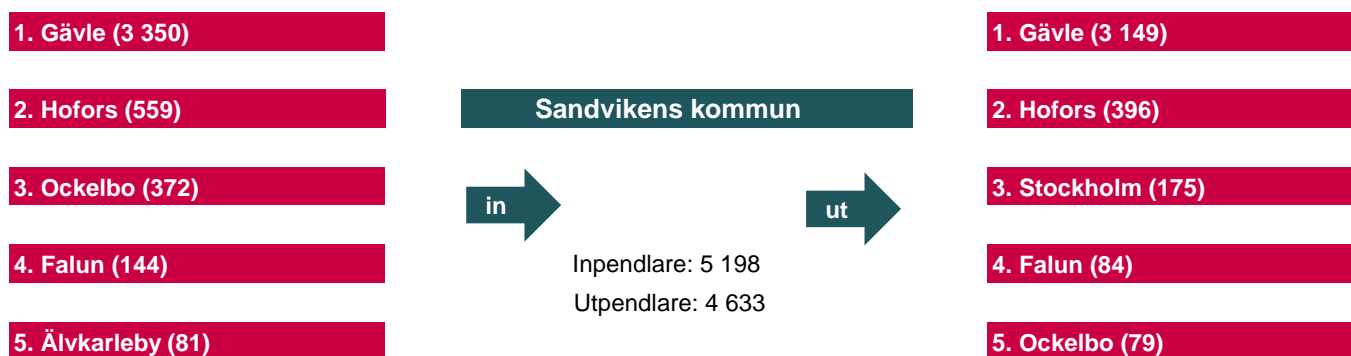 1. Gävle (3 350)
2. Hofors (559)
3. Ockelbo (372)
4. Falun (144)
5. Älvkarleby (81)
Sandvikens kommun
in
ut
Inpendlare: 5 198
Utpendlare: 4 633
1. Gävle (3 149)
2. Hofors (396)
3. Stockholm (175)
4. Falun (84)
5. Ockelbo (79)